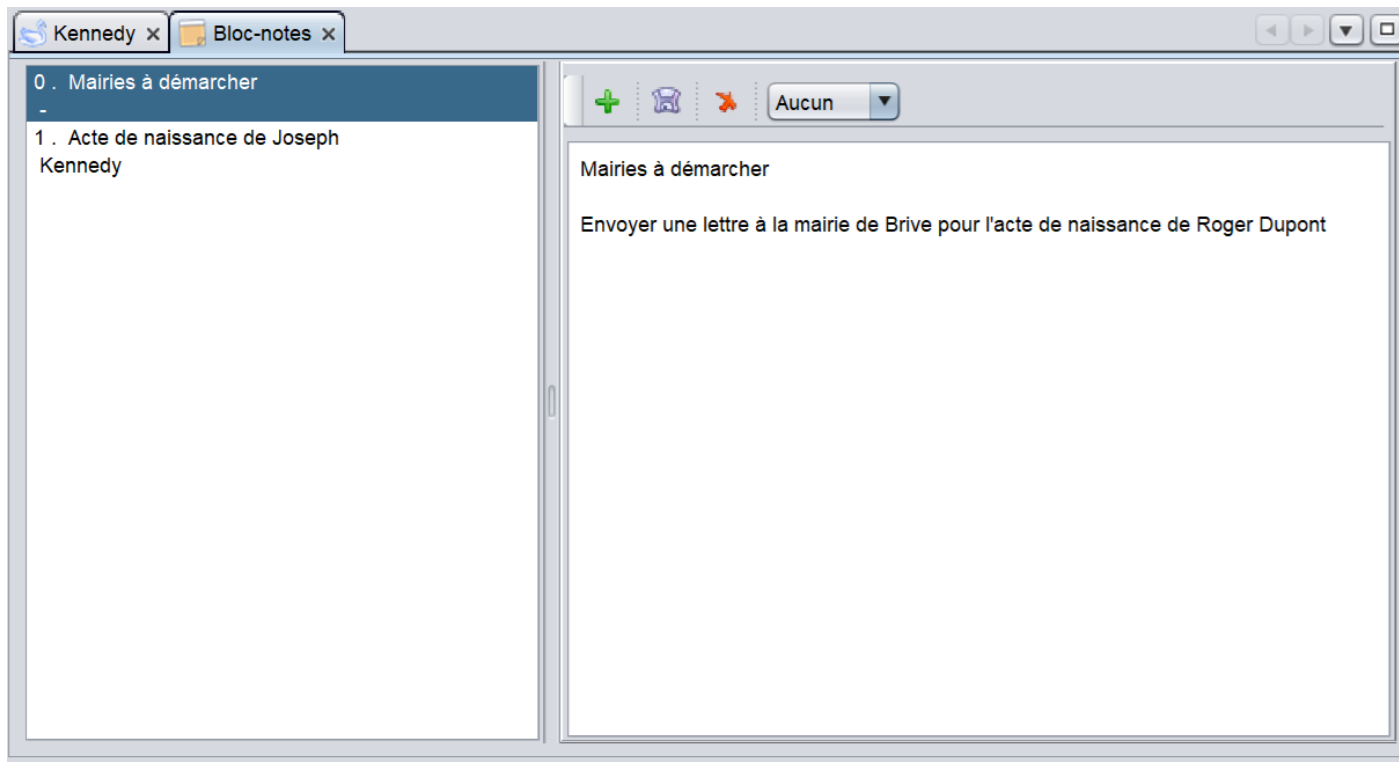 Kennedy
Bloc-notes
0 . Mairies à démarcher
-
1 . Acte de naissance de Joseph
Kennedy
Aucun
Mairies à démarcher
Envoyer une lettre à la mairie de Brive pour l'acte de naissance de Roger Dupont